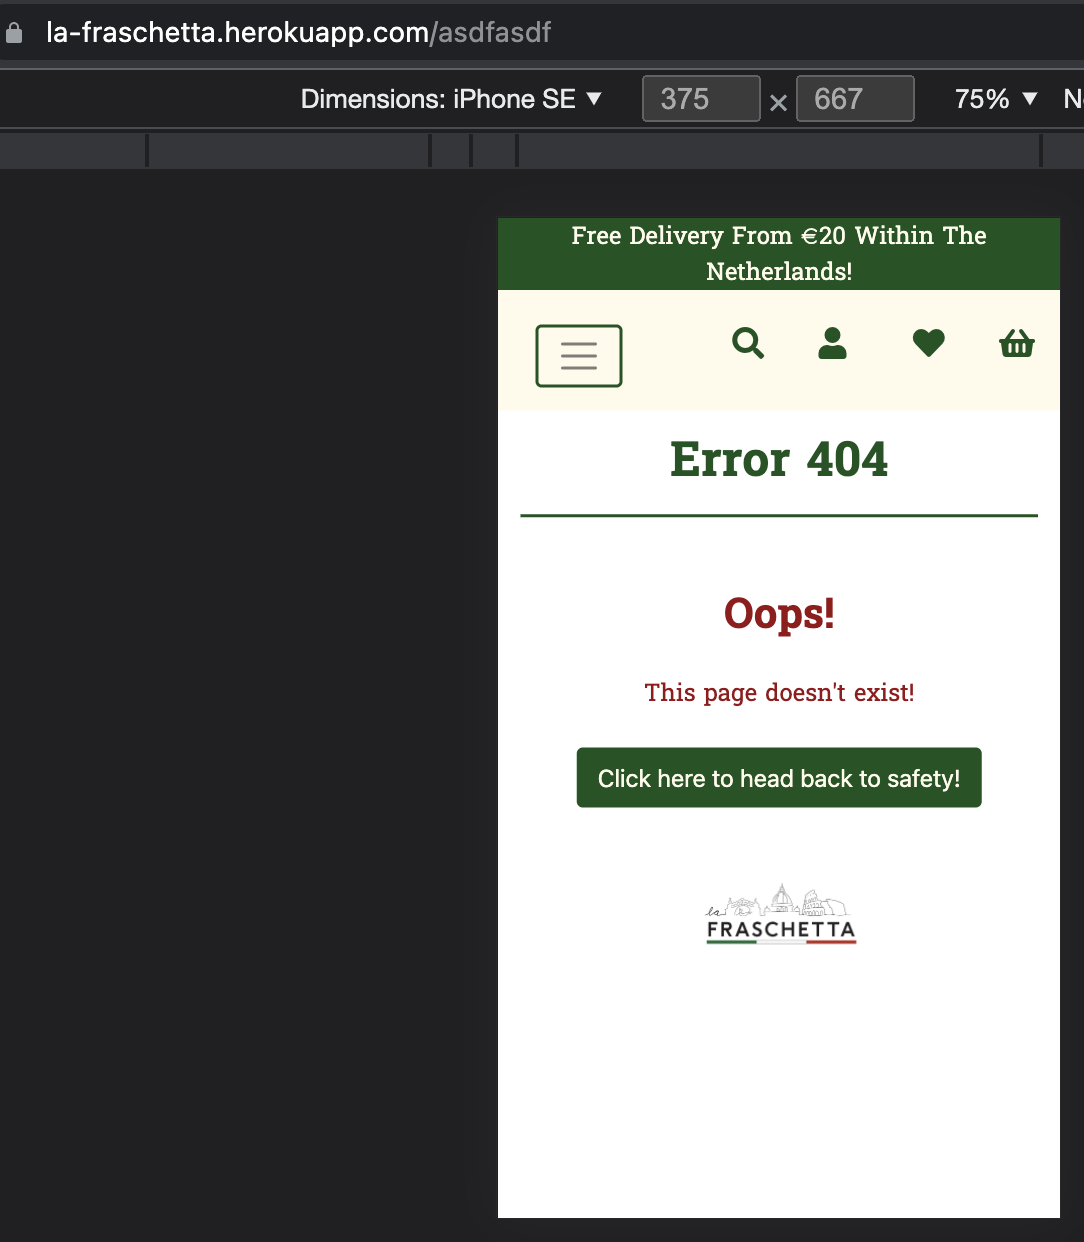 la-fraschetta.herokuapp.com/asdfasdf
Dimensions: iPhone SE ▼ 375 × 667 75% ▼
Free Delivery From €20 Within The
Netherlands!
Error 404
Oops!
This page doesn't exist!
Click here to head back to safety!
la
FRASCHETTA